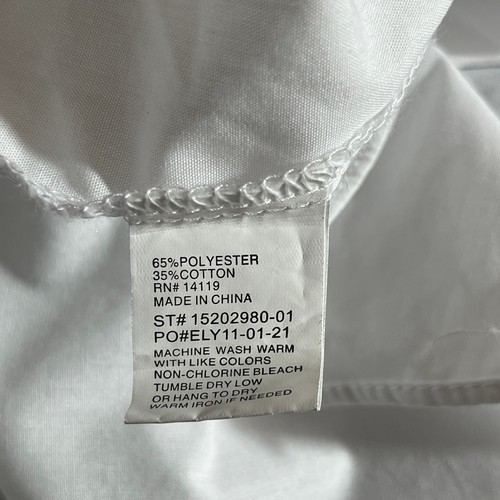 65%POLYESTER
35%COTTON
RN# 14119
MADE IN CHINA
ST# 15202980-01
PO#ELY11-01-21
MACHINE WASH WARM
WITH LIKE COLORS
NON-CHLORINE BLEACH
TUMBLE DRY LOW
OR HANG TO DRY
WARM IRON IF NEEDED